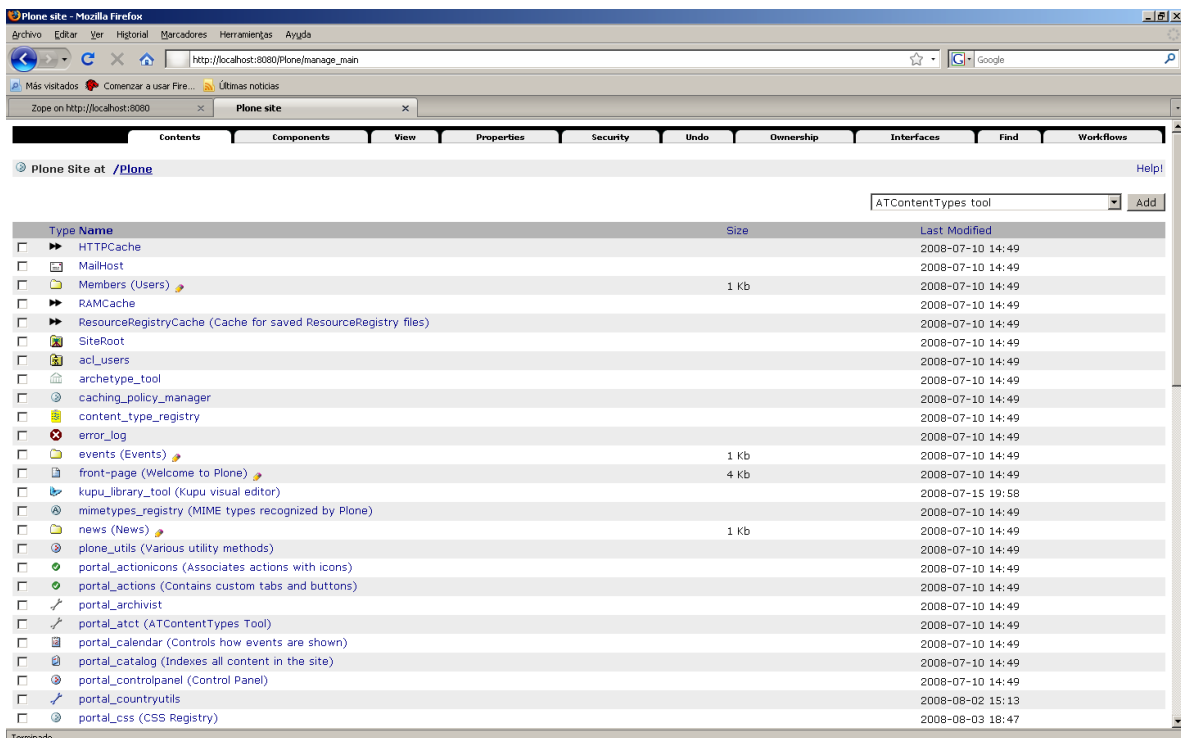 Plone site - Mozilla Firefox
Archivo Editar Ver Historial Marcadores Herramientas Ayuda
http://localhost:8080/Plone/manage_main
Google
Más visitados Comenzar a usar Fire... Últimas noticias
Zope on http://localhost:8080 Plone site
Contents Components View Properties Security Undo Ownership Interfaces Find Workflows
Plone Site at /Plone Help!
ATContentTypes tool Add
Type Name Size Last Modified
HTTPCache 2008-07-10 14:49
MailHost 2008-07-10 14:49
Members (Users) 1 Kb 2008-07-10 14:49
RAMCache 2008-07-10 14:49
ResourceRegistryCache (Cache for saved ResourceRegistry files) 2008-07-10 14:49
SiteRoot 2008-07-10 14:49
acl_users 2008-07-10 14:49
archetype_tool 2008-07-10 14:49
caching_policy_manager 2008-07-10 14:49
content_type_registry 2008-07-10 14:49
error_log 2008-07-10 14:49
events (Events) 1 Kb 2008-07-10 14:49
front-page (Welcome to Plone) 4 Kb 2008-07-10 14:49
kupu_library_tool (Kupu visual editor) 2008-07-15 19:58
mimetypes_registry (MIME types recognized by Plone) 2008-07-10 14:49
news (News) 1 Kb 2008-07-10 14:49
plone_utils (Various utility methods) 2008-07-10 14:49
portal_actionicons (Associates actions with icons) 2008-07-10 14:49
portal_actions (Contains custom tabs and buttons) 2008-07-10 14:49
portal_archivist 2008-07-10 14:49
portal_atct (ATContentTypes Tool) 2008-07-10 14:49
portal_calendar (Controls how events are shown) 2008-07-10 14:49
portal_catalog (Indexes all content in the site) 2008-07-10 14:49
portal_controlpanel (Control Panel) 2008-07-10 14:49
portal_countryutils 2008-08-02 15:13
portal_css (CSS Registry) 2008-08-03 18:47
Terminado